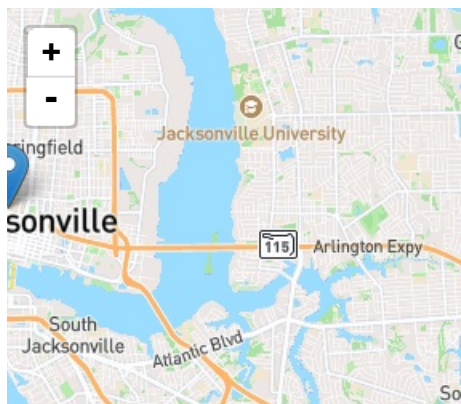 +
-
G
Jacksonville University
ringfield
sonville
115
Arlington Expy
South
Jacksonville
Atlantic Blvd
So